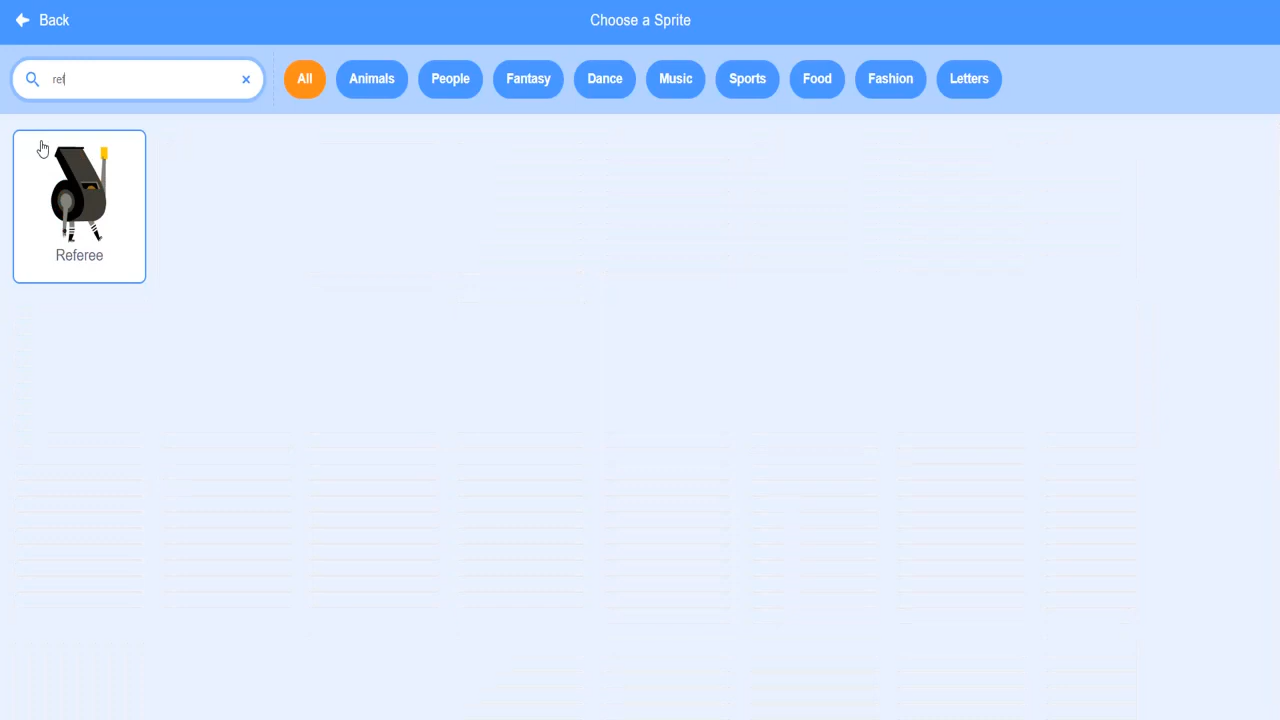 Back
Choose a Sprite
ref
All
Animals
People
Fantasy
Dance
Music
Sports
Food
Fashion
Letters
Referee